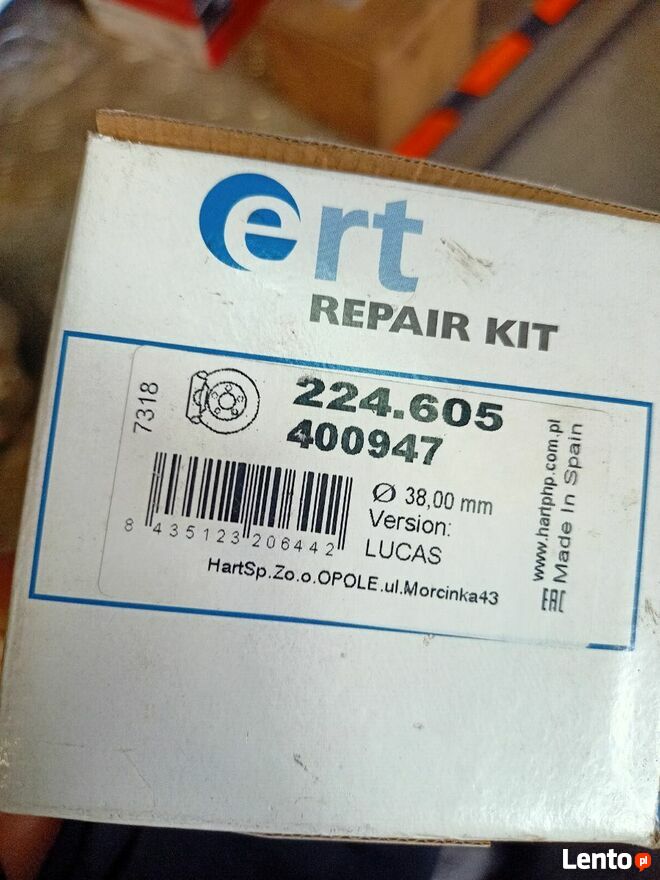 ert
REPAIR KIT
7318
224.605
400947
Ø 38,00 mm
Version:
LUCAS
8 435123 206442
HartSp.Zo.o.OPOLE.ul.Morcinka43
www.hartphp.com.pl
Made In Spain
EAC
Lento.pl